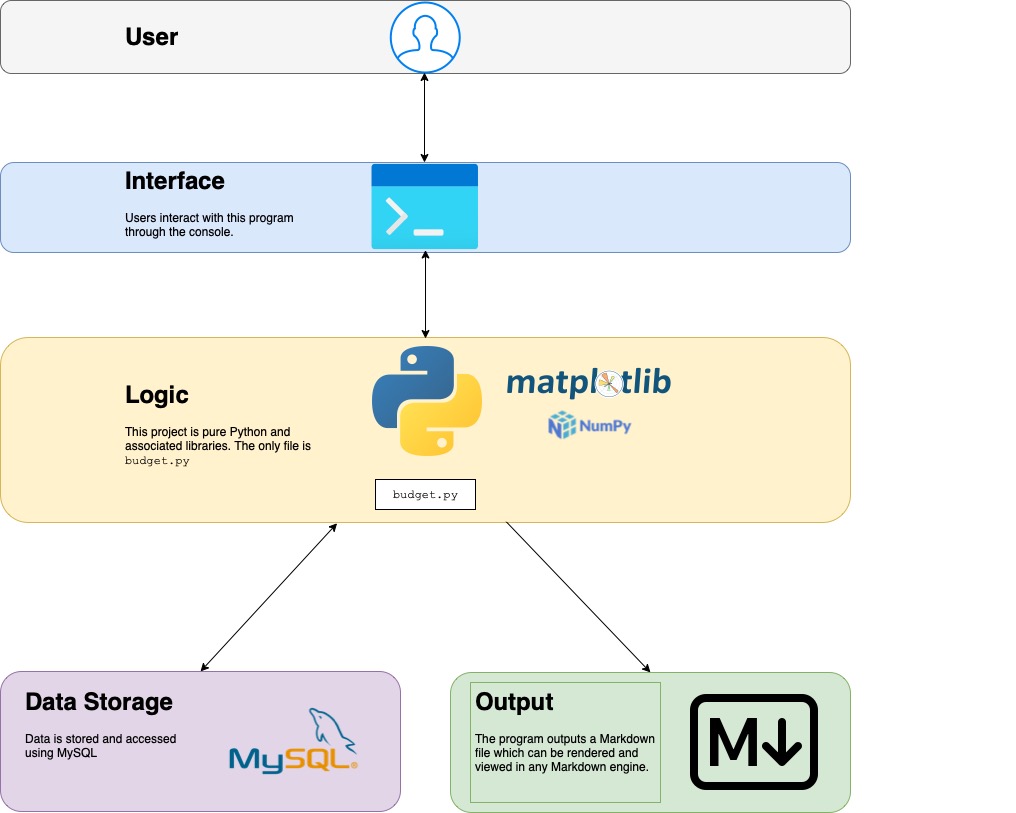 User
Interface
Users interact with this program
through the console.
Logic
This project is pure Python and
associated libraries. The only file is
budget.py
matplotlib
NumPy
budget.py
Data Storage
Data is stored and accessed
using MySQL
MySQL®
Output
The program outputs a Markdown
file which can be rendered and
viewed in any Markdown engine.
M